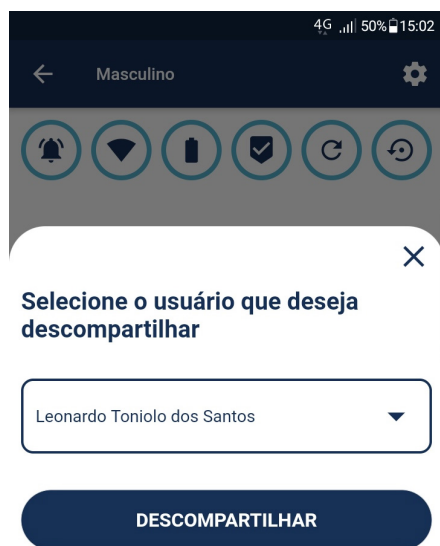 4G 50% 15:02
Masculino
Selecione o usuário que deseja
descompartilhar
Leonardo Toniolo dos Santos
DESCOMPARTILHAR